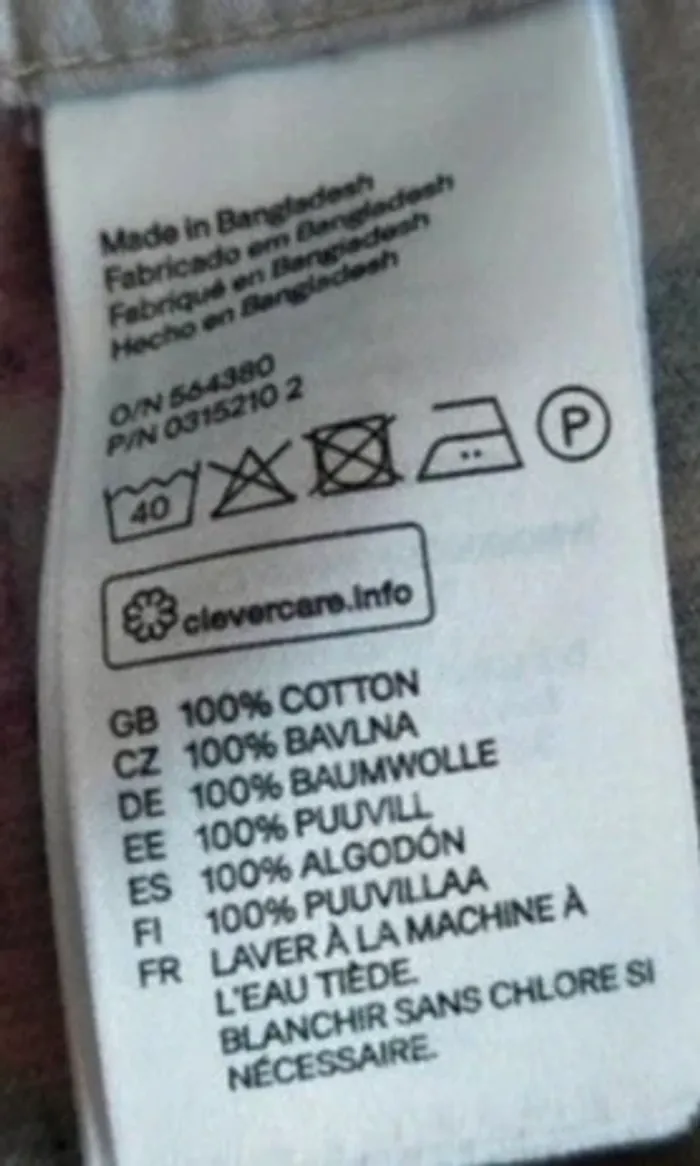 Made in Bangladesh
Fabricado em Bangladesh
Fabriqué en Bangladesh
Hecho en Bangladesh
O/N 564380
P/N 0315210 2
40 P
clevercare.info
GB 100% COTTON
CZ 100% BAVLNA
DE 100% BAUMWOLLE
EE 100% PUUVILL
ES 100% ALGODÓN
FI 100% PUUVILLAA
FR LAVER À LA MACHINE À
L'EAU TIÈDE.
BLANCHIR SANS CHLORE SI
NÉCESSAIRE.